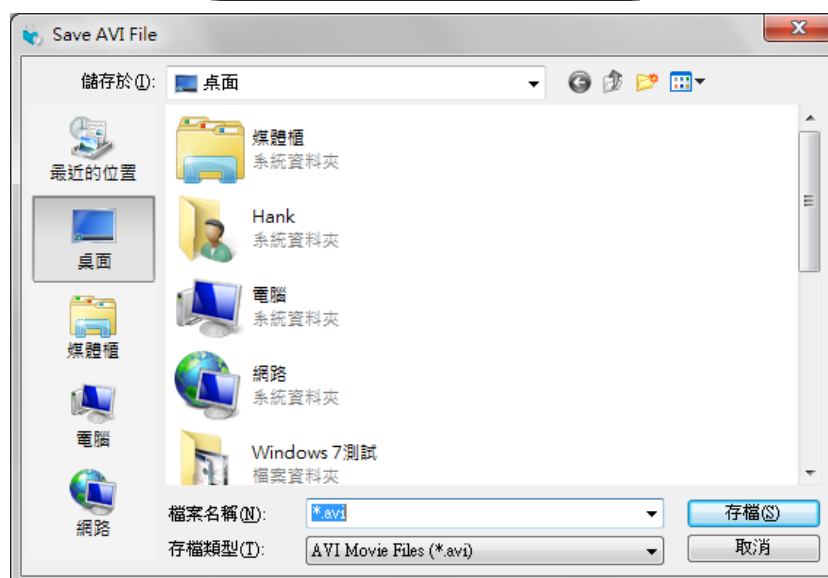 Save AVI File
儲存於(I):
桌面
最近的位置
桌面
媒體櫃
電腦
網路
媒體櫃
系統資料夾
Hank
系統資料夾
電腦
系統資料夾
網路
系統資料夾
Windows 7測試
檔案資料夾
檔案名稱(N):
*.avi
存檔(S)
存檔類型(T):
AVI Movie Files (*.avi)
取消